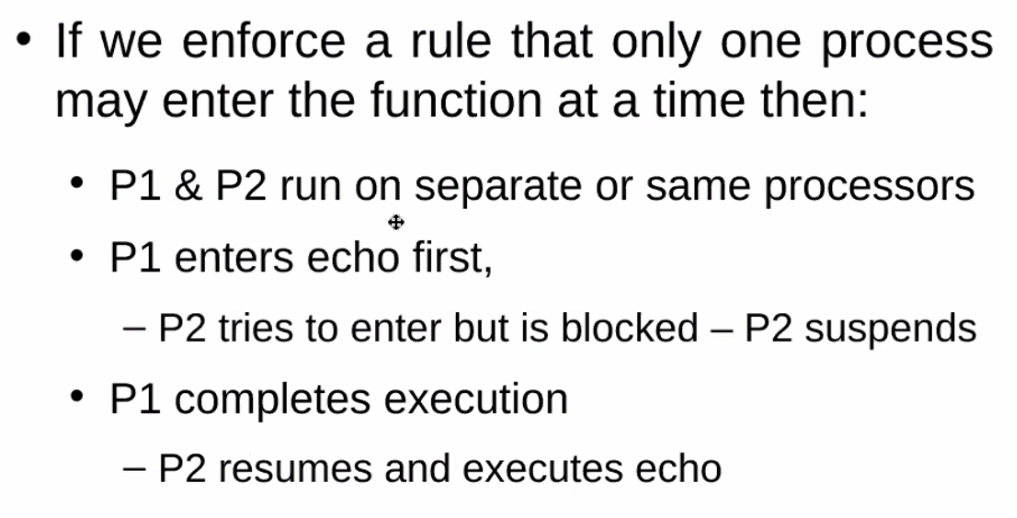 • If we enforce a rule that only one process
may enter the function at a time then:
• P1 & P2 run on separate or same processors
• P1 enters echo first,
– P2 tries to enter but is blocked – P2 suspends
• P1 completes execution
– P2 resumes and executes echo